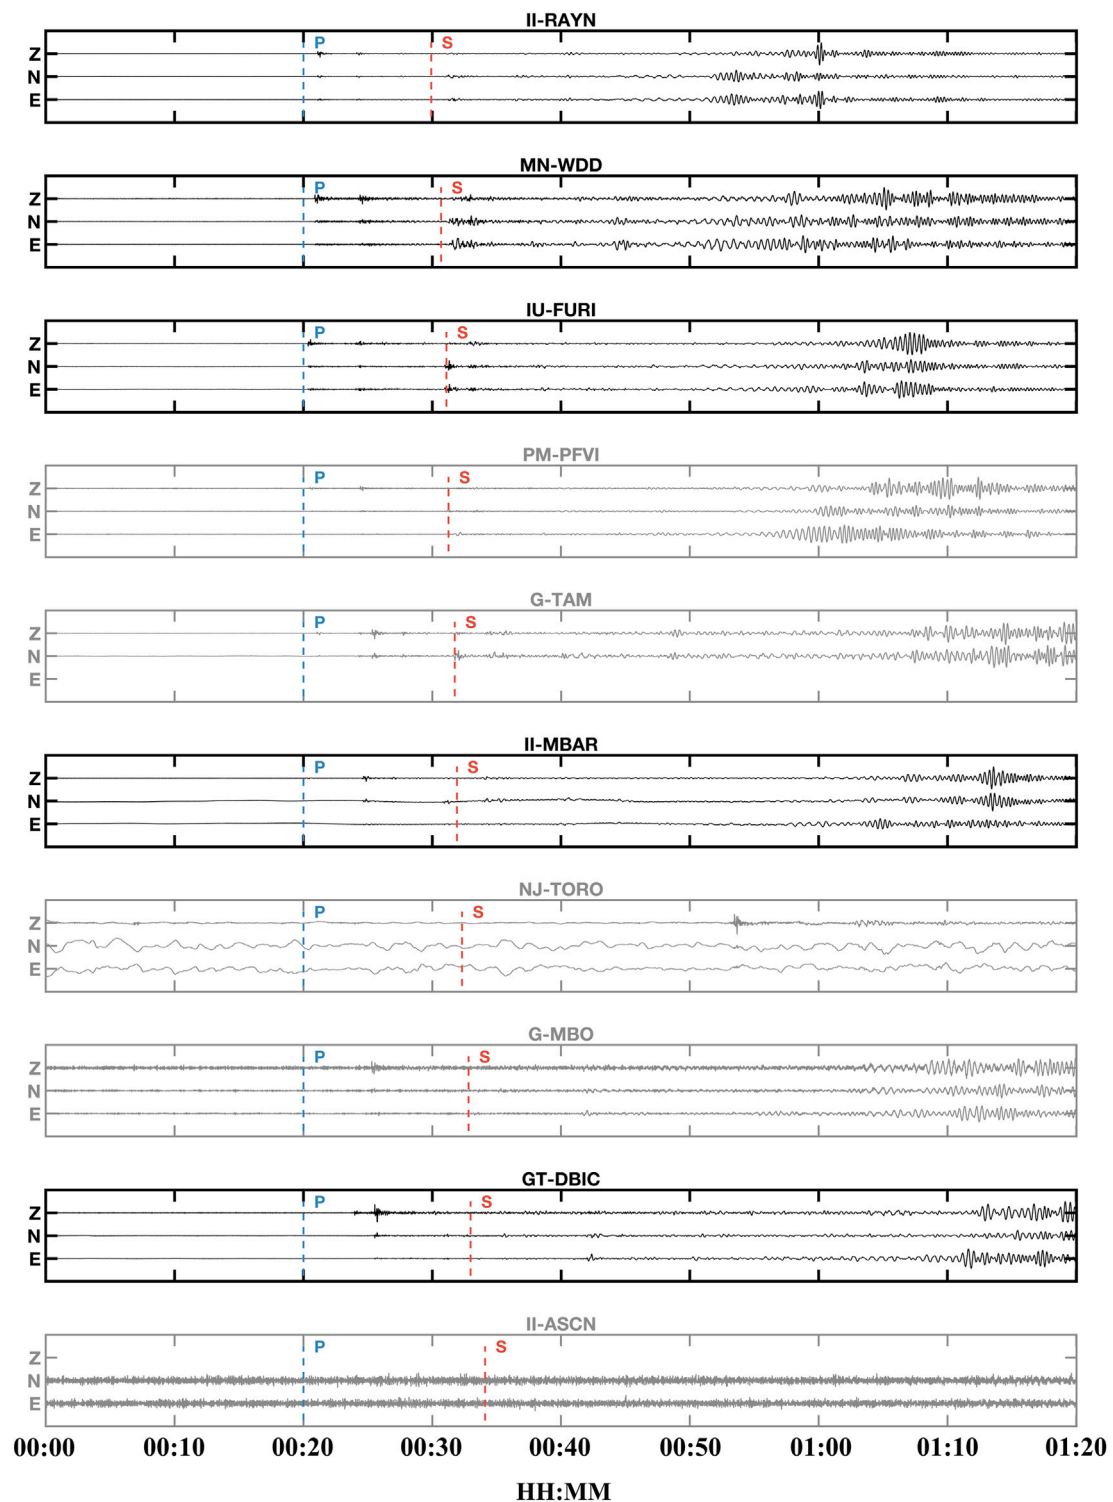 II-RAYN
P S
Z
N
E
MN-WDD
P S
Z
N
E
IU-FURI
P S
Z
N
E
PM-PFVI
P S
Z
N
E
G-TAM
P S
Z
N
E
II-MBAR
P S
Z
N
E
NJ-TORO
P S
Z
N
E
G-MBO
P S
Z
N
E
GT-DBIC
P S
Z
N
E
II-ASCN
P S
Z
N
E
00:00 00:10 00:20 00:30 00:40 00:50 01:00 01:10 01:20
HH:MM